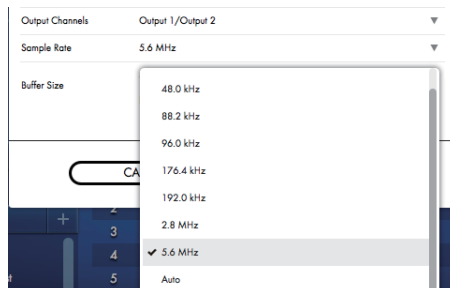 Output Channels Output 1/Output 2
Sample Rate 5.6 MHz
Buffer Size
48.0 kHz
88.2 kHz
96.0 kHz
CA 176.4 kHz
192.0 kHz
+ 2 2.8 MHz
3
4 ✔ 5.6 MHz
5 Auto